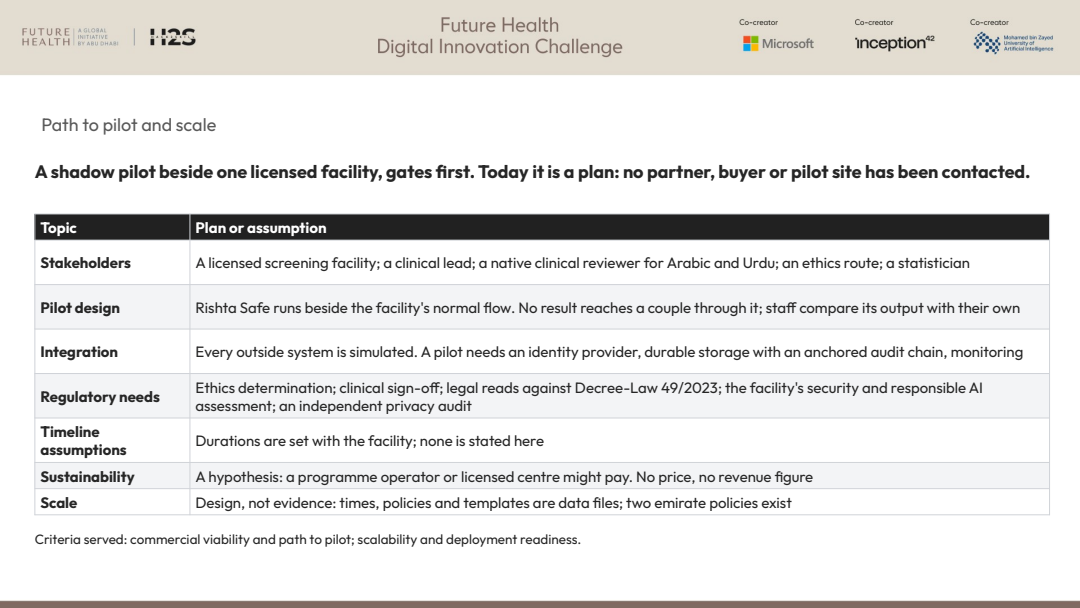 FUTURE HEALTH
A GLOBAL INITIATIVE BY ABU DHABI
H2S
Future Health
Digital Innovation Challenge
Co-creator
Microsoft
Co-creator
inception42
Co-creator
Mohamed bin Zayed
University of
Artificial Intelligence
Path to pilot and scale
A shadow pilot beside one licensed facility, gates first. Today it is a plan: no partner, buyer or pilot site has been contacted.
Topic
Plan or assumption
Stakeholders
A licensed screening facility; a clinical lead; a native clinical reviewer for Arabic and Urdu; an ethics route; a statistician
Pilot design
Rishta Safe runs beside the facility's normal flow. No result reaches a couple through it; staff compare its output with their own
Integration
Every outside system is simulated. A pilot needs an identity provider, durable storage with an anchored audit chain, monitoring
Regulatory needs
Ethics determination; clinical sign-off; legal reads against Decree-Law 49/2023; the facility's security and responsible AI
assessment; an independent privacy audit
Timeline
assumptions
Durations are set with the facility; none is stated here
Sustainability
A hypothesis: a programme operator or licensed centre might pay. No price, no revenue figure
Scale
Design, not evidence: times, policies and templates are data files; two emirate policies exist
Criteria served: commercial viability and path to pilot; scalability and deployment readiness.